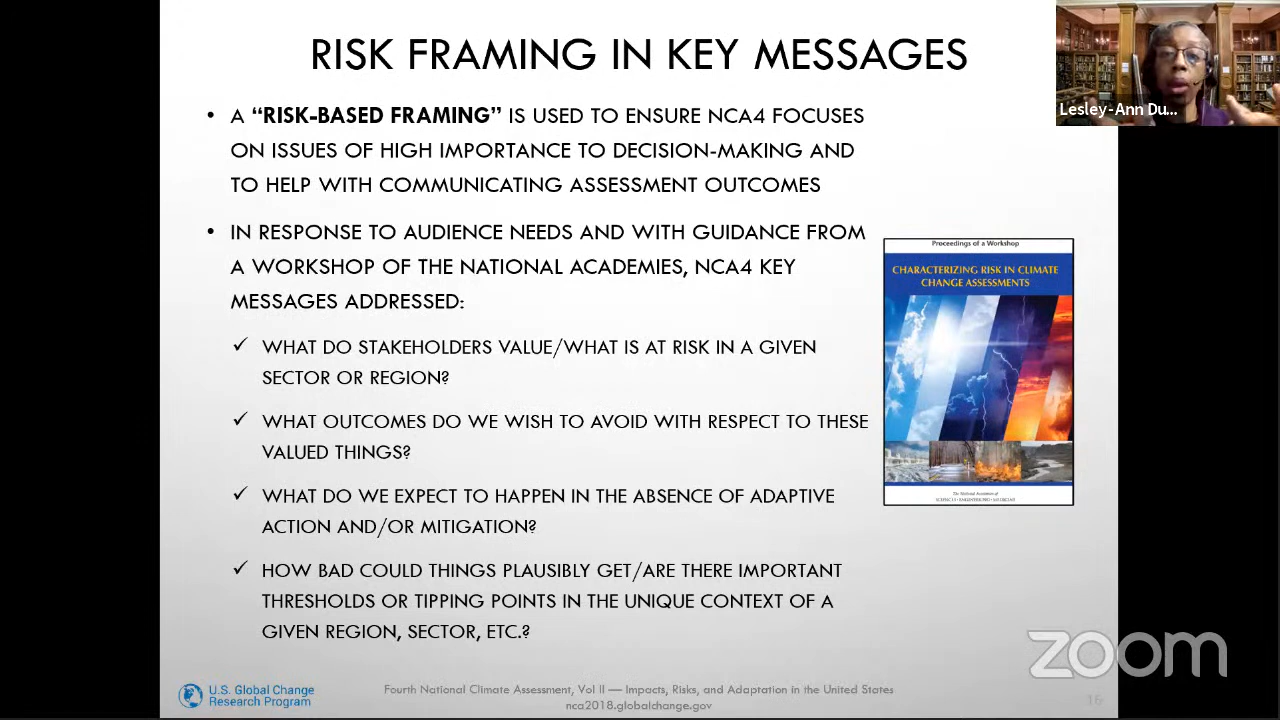 RISK FRAMING IN KEY MESSAGES
Lesley-Ann Du...
• A “RISK-BASED FRAMING” IS USED TO ENSURE NCA4 FOCUSES
ON ISSUES OF HIGH IMPORTANCE TO DECISION-MAKING AND
TO HELP WITH COMMUNICATING ASSESSMENT OUTCOMES
• IN RESPONSE TO AUDIENCE NEEDS AND WITH GUIDANCE FROM
A WORKSHOP OF THE NATIONAL ACADEMIES, NCA4 KEY
MESSAGES ADDRESSED:
✓ WHAT DO STAKEHOLDERS VALUE/WHAT IS AT RISK IN A GIVEN
SECTOR OR REGION?
✓ WHAT OUTCOMES DO WE WISH TO AVOID WITH RESPECT TO THESE
VALUED THINGS?
✓ WHAT DO WE EXPECT TO HAPPEN IN THE ABSENCE OF ADAPTIVE
ACTION AND/OR MITIGATION?
✓ HOW BAD COULD THINGS PLAUSIBLY GET/ARE THERE IMPORTANT
THRESHOLDS OR TIPPING POINTS IN THE UNIQUE CONTEXT OF A
GIVEN REGION, SECTOR, ETC.?
Proceedings of a Workshop
CHARACTERIZING RISK IN CLIMATE
CHANGE ASSESSMENTS
zoom
U.S. Global Change
Research Program
Fourth National Climate Assessment, Vol II — Impacts, Risks, and Adaptation in the United States
nca2018.globalchange.gov
16